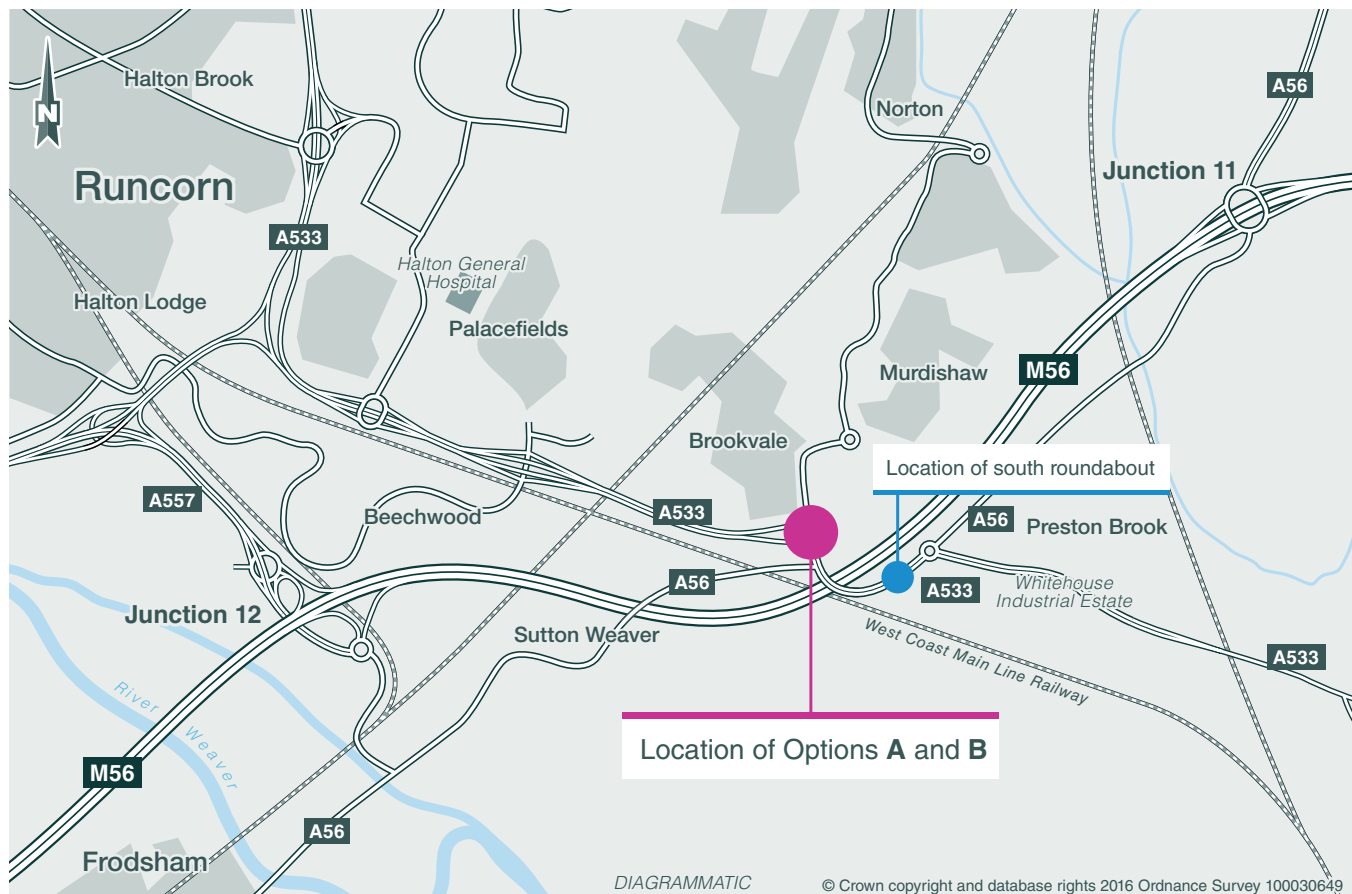 Halton Brook
N
Runcorn
A533
Halton Lodge
Halton General
Hospital
Palacefields
Norton
A56
Junction 11
M56
Murdishaw
Brookvale
Location of south roundabout
A557
Beechwood
A533
A56
Preston Brook
A56
A533
Whitehouse
Industrial Estate
Junction 12
Sutton Weaver
West Coast Main Line Railway
A533
River Weaver
Location of Options A and B
M56
A56
Frodsham
DIAGRAMMATIC
© Crown copyright and database rights 2016 Ordnance Survey 100030649